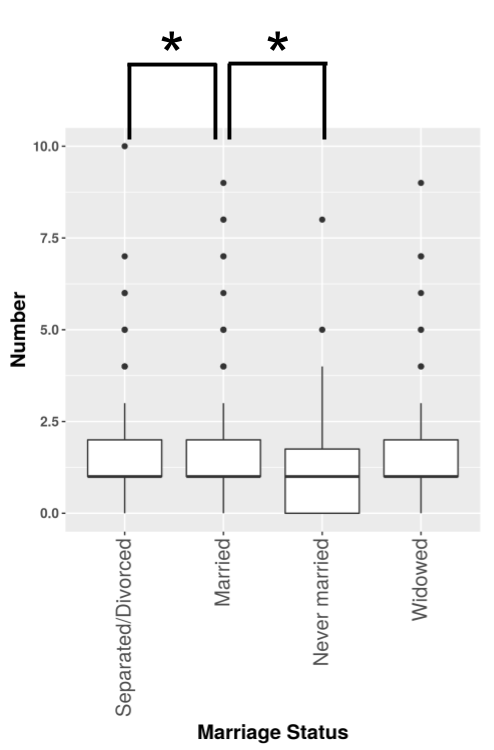 * *
10.0
7.5
5.0
2.5
0.0
Number
Separated/Divorced
Married
Never married
Widowed
Marriage Status